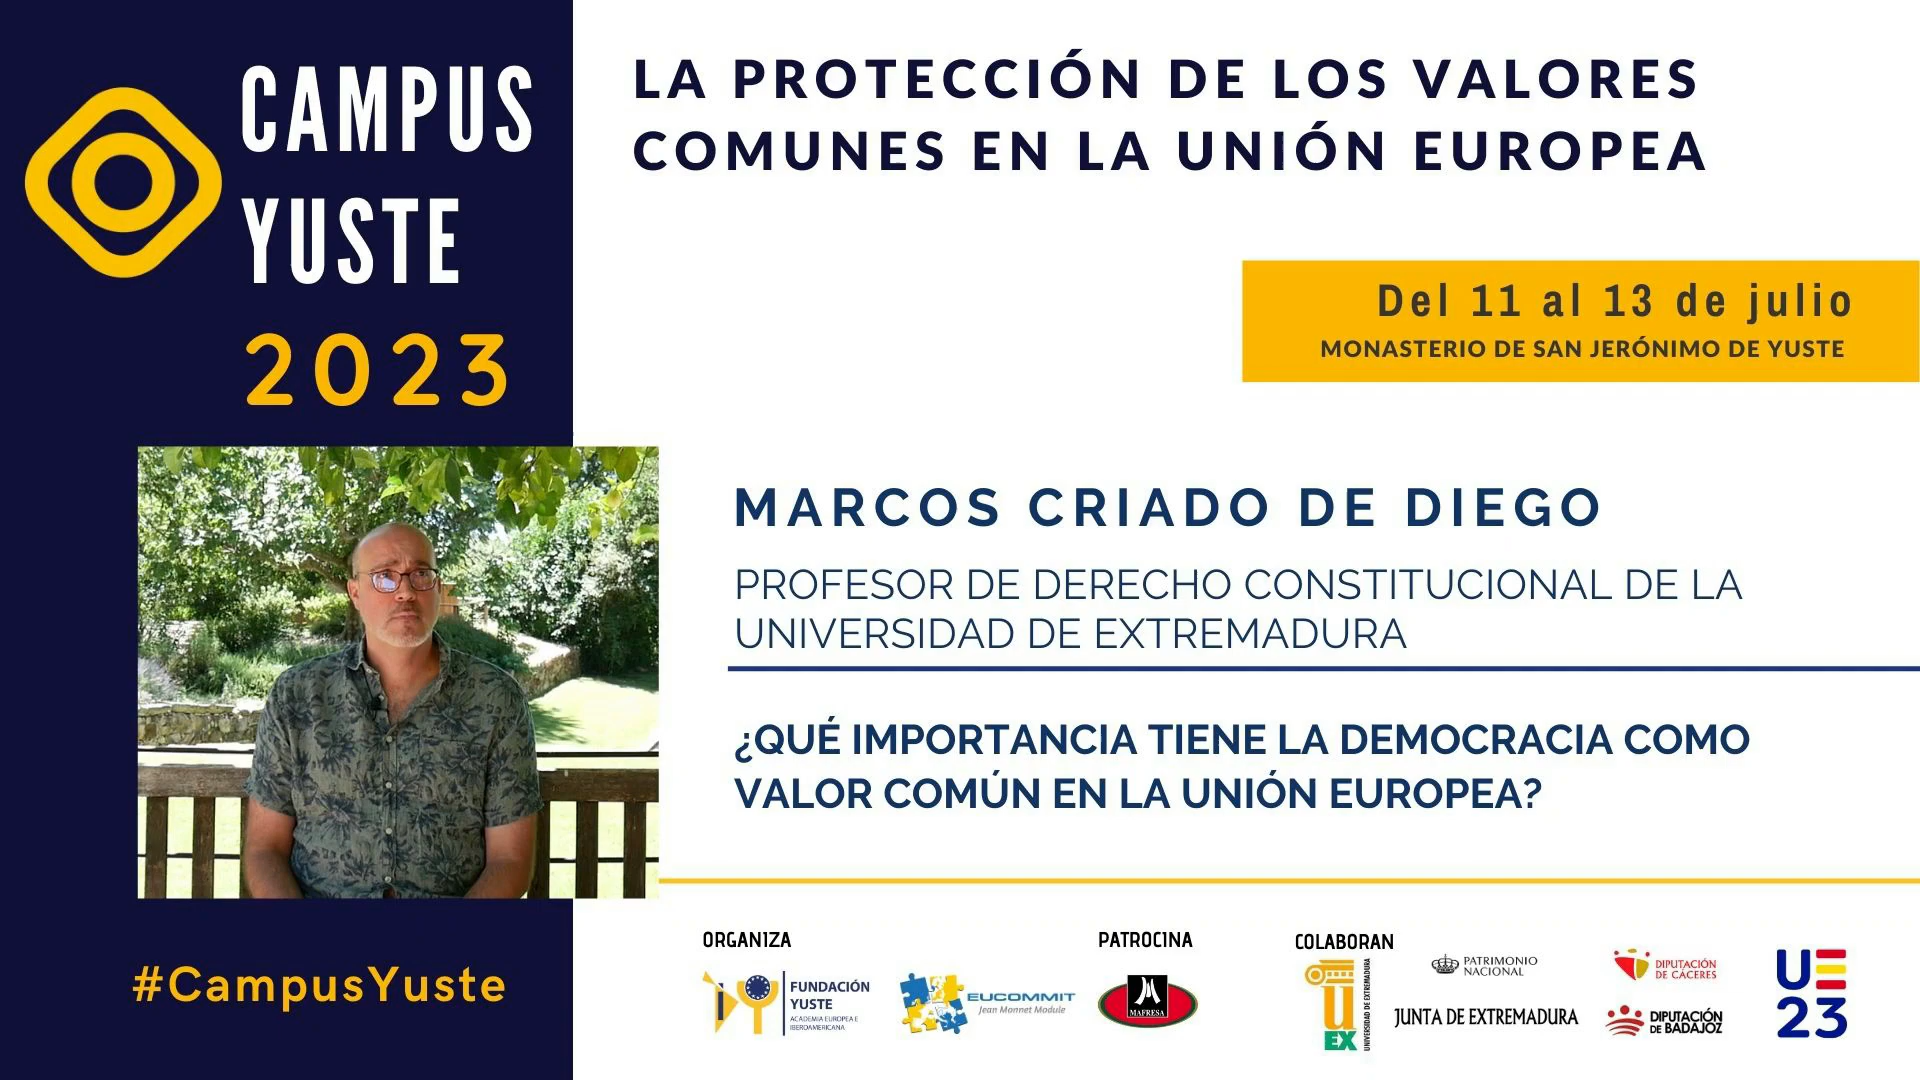 CAMPUS
YUSTE
2023
LA PROTECCIÓN DE LOS VALORES
COMUNES EN LA UNIÓN EUROPEA
Del 11 al 13 de julio
MONASTERIO DE SAN JERÓNIMO DE YUSTE
MARCOS CRIADO DE DIEGO
PROFESOR DE DERECHO CONSTITUCIONAL DE LA
UNIVERSIDAD DE EXTREMADURA
¿QUÉ IMPORTANCIA TIENE LA DEMOCRACIA COMO
VALOR COMÚN EN LA UNIÓN EUROPEA?
#CampusYuste
ORGANIZA
FUNDACIÓN
YUSTE
ACADEMIA EUROPEA E
IBEROAMERICANA
EUCOMMIT
Jean Monnet Module
PATROCINA
MAFRESA
COLABORAN
U
EX
UNIVERSIDAD DE EXTREMADURA
PATRIMONIO
NACIONAL
JUNTA DE EXTREMADURA
DIPUTACIÓN
DE CÁCERES
DIPUTACIÓN
DE BADAJOZ
UE
23